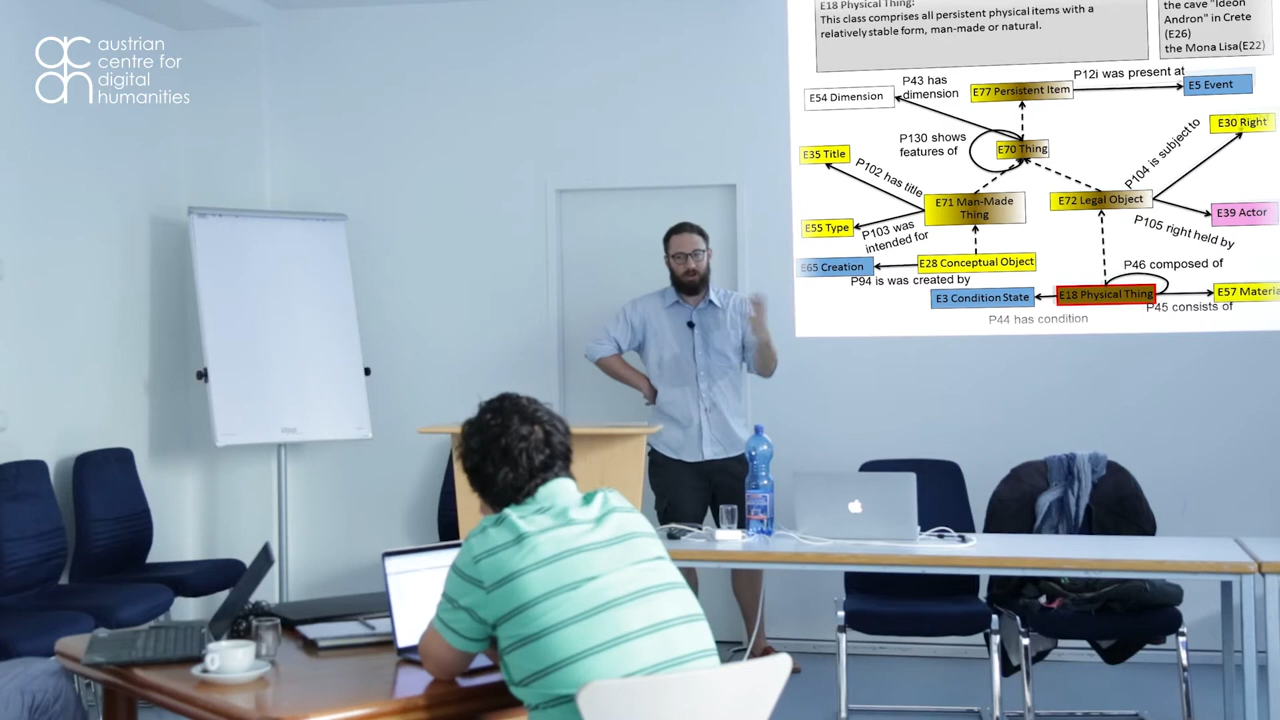 austrian
centre for
digital
humanities
E18 Physical Thing:
This class comprises all persistent physical items with a
relatively stable form, man-made or natural.
the cave "Ideon
Andron" in Crete
(E26)
the Mona Lisa(E22)
P43 has
dimension
P12i was present at
E54 Dimension
E77 Persistent Item
E5 Event
E30 Right
P130 shows
features of
E70 Thing
P104 is subject to
E35 Title
P102 has title
E71 Man-Made
Thing
E72 Legal Object
E39 Actor
E55 Type
P103 was
intended for
P105 right held by
E65 Creation
E28 Conceptual Object
P46 composed of
P94 is was created by
E3 Condition State
E18 Physical Thing
E57 Materia
P45 consists of
P44 has condition